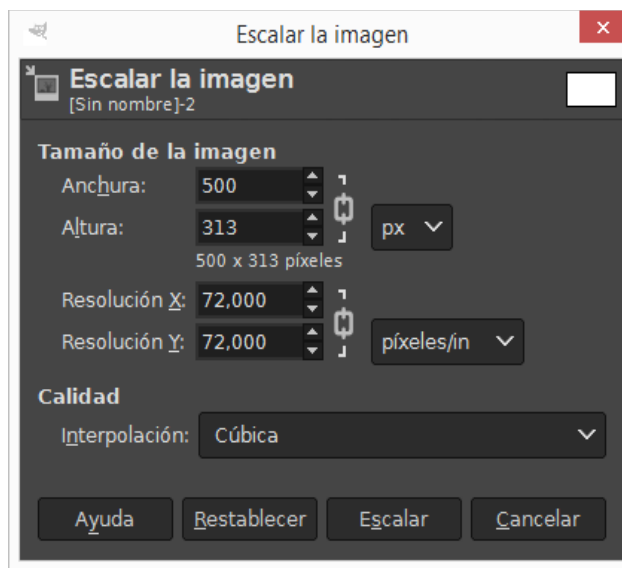 Escalar la imagen
Escalar la imagen
[Sin nombre]-2
Tamaño de la imagen
Anchura: 500
Altura: 313 px
500 x 313 píxeles
Resolución X: 72,000
Resolución Y: 72,000 píxeles/in
Calidad
Interpolación: Cúbica
Ayuda Restablecer Escalar Cancelar